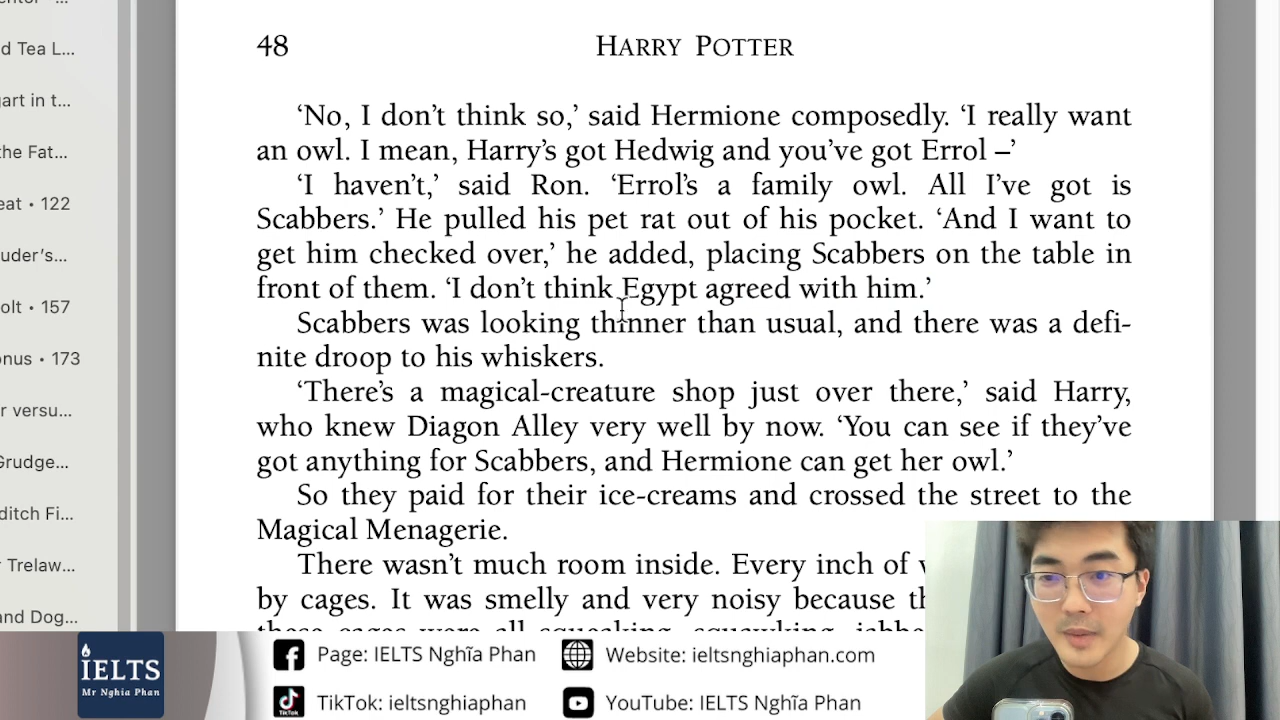 48 HARRY POTTER
‘No, I don’t think so,’ said Hermione composedly. ‘I really want
an owl. I mean, Harry’s got Hedwig and you’ve got Errol –’
‘I haven’t,’ said Ron. ‘Errol’s a family owl. All I’ve got is
Scabbers.’ He pulled his pet rat out of his pocket. ‘And I want to
get him checked over,’ he added, placing Scabbers on the table in
front of them. ‘I don’t think Egypt agreed with him.’
Scabbers was looking thinner than usual, and there was a defi-
nite droop to his whiskers.
‘There’s a magical-creature shop just over there,’ said Harry,
who knew Diagon Alley very well by now. ‘You can see if they’ve
got anything for Scabbers, and Hermione can get her owl.’
So they paid for their ice-creams and crossed the street to the
Magical Menagerie.
There wasn’t much room inside. Every inch of
by cages. It was smelly and very noisy because
these cages were all squeaking, squawking,
d Tea L...
art in t...
the Fat...
eat • 122
uder’s...
olt • 157
onus • 173
r versu...
Grudge...
ditch Fi...
r Trelaw...
and Dog...
IELTS
Mr Nghia Phan
Page: IELTS Nghĩa Phan
Website: ieltsnghiaphan.com
TikTok: ieltsnghiaphan
YouTube: IELTS Nghĩa Phan